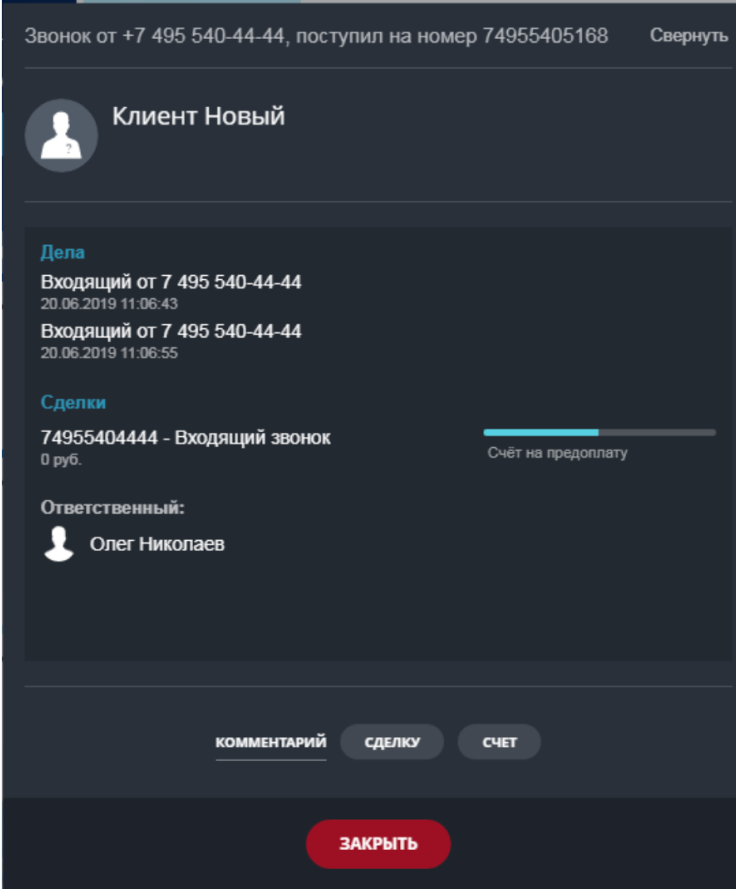 Звонок от +7 495 540-44-44, поступил на номер 74955405168 Свернуть
Клиент Новый
?
Дела
Входящий от 7 495 540-44-44
20.06.2019 11:06:43
Входящий от 7 495 540-44-44
20.06.2019 11:06:55
Сделки
74955404444 - Входящий звонок
0 руб.
Счёт на предоплату
Ответственный:
Олег Николаев
КОММЕНТАРИЙ СДЕЛКУ СЧЕТ
ЗАКРЫТЬ